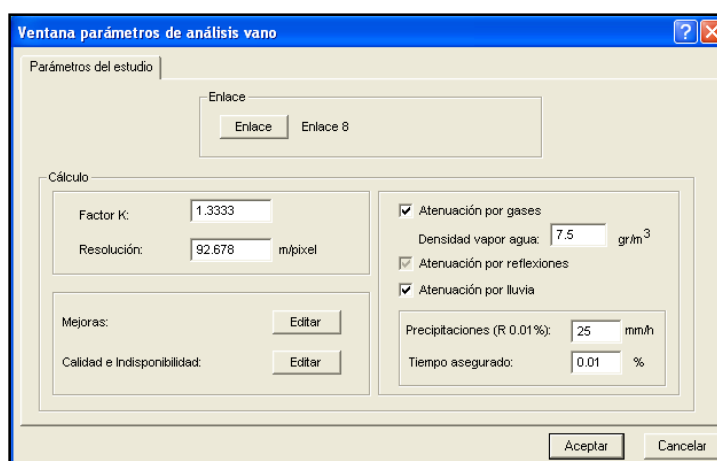 Ventana parámetros de análisis vano
Parámetros del estudio
Enlace
Enlace Enlace 8
Cálculo
Factor K: 1.3333
Resolución: 92.678 m/pixel
Mejoras: Editar
Calidad e Indisponibilidad: Editar
Atenuación por gases
Densidad vapor agua: 7.5 gr/m³
Atenuación por reflexiones
Atenuación por lluvia
Precipitaciones (R 0.01%): 25 mm/h
Tiempo asegurado: 0.01 %
Aceptar Cancelar